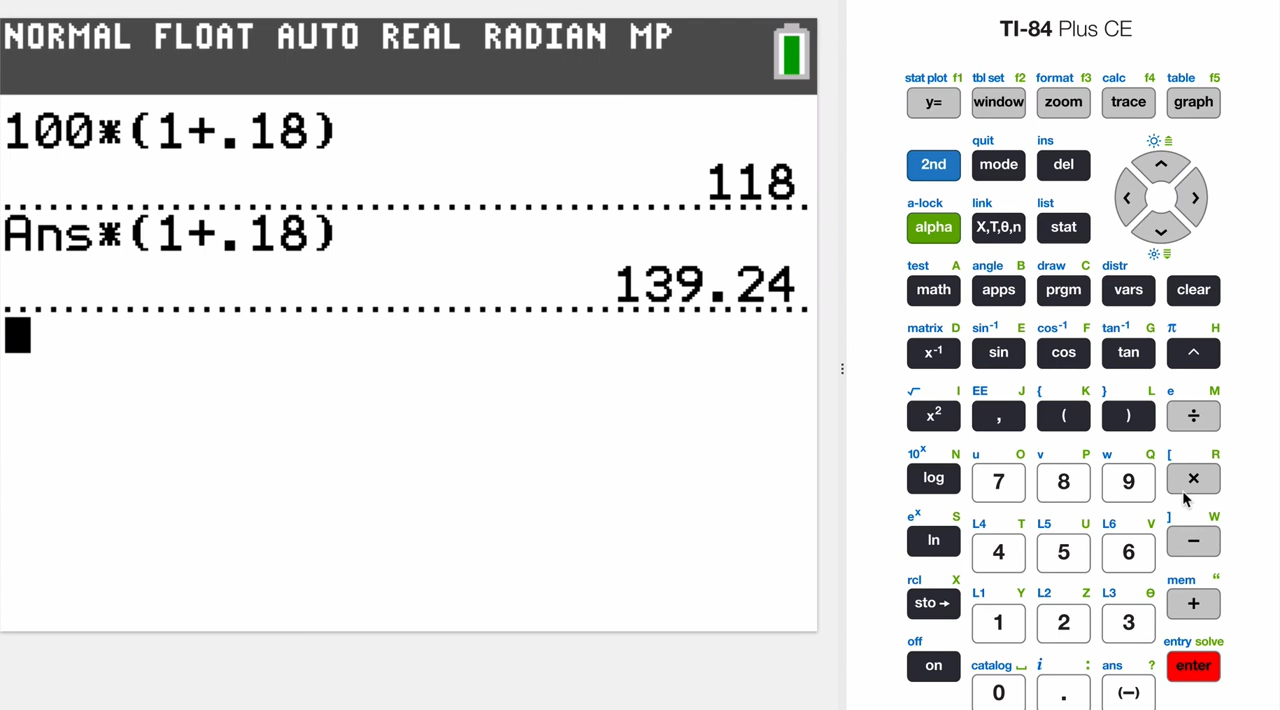 NORMAL FLOAT AUTO REAL RADIAN MP
100*(1+.18)
118
Ans*(1+.18)
139.24
TI-84 Plus CE
stat plot f1 tbl set f2 format f3 calc f4 table f5
y= window zoom trace graph
quit ins
2nd mode del
a-lock link list
alpha X,T,θ,n stat
test A angle B draw C distr
math apps prgm vars clear
matrix D sin⁻¹ E cos⁻¹ F tan⁻¹ G π H
x⁻¹ sin cos tan ^
√ I EE J { K } L e M
x² , ( ) ÷
10ˣ N u O v P w Q [ R
log 7 8 9 ×
eˣ S L4 T L5 U L6 V ] W
ln 4 5 6 −
rcl X L1 Y L2 Z L3 θ mem “
sto→ 1 2 3 +
off catalog ⎵ i : ans ? entry solve
on 0 . (−) enter